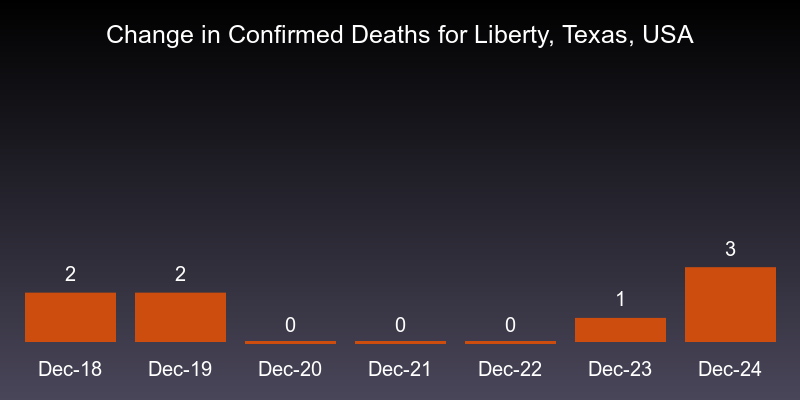 Change in Confirmed Deaths for Liberty, Texas, USA
3
2 2
1
0 0 0
Dec-18 Dec-19 Dec-20 Dec-21 Dec-22 Dec-23 Dec-24